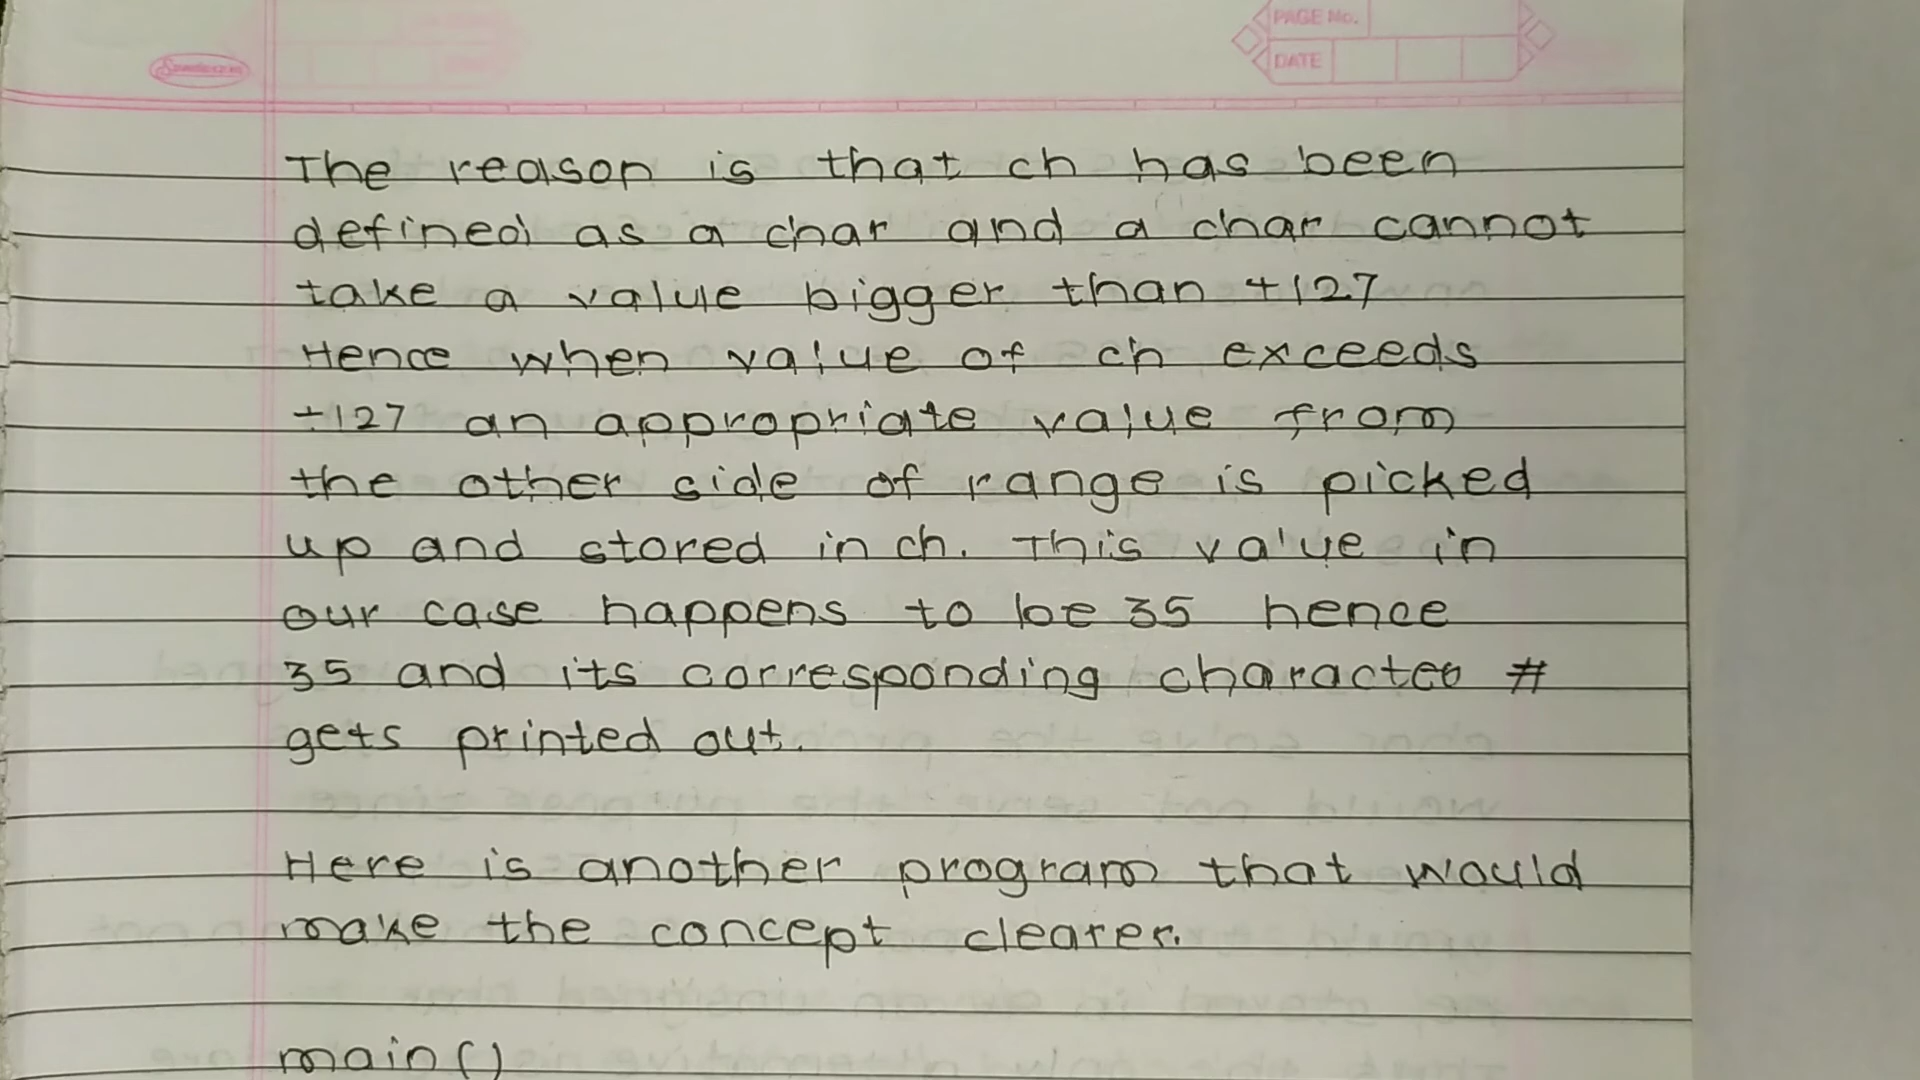 PAGE No.
DATE
The reason is that ch has been
defined as a char and a char cannot
take a value bigger than +127
Hence when value of ch exceeds
+127 an appropriate value from
the other side of range is picked
up and stored in ch. This value in
our case happens to be 35 hence
35 and its corresponding character #
gets printed out.
Here is another program that would
make the concept clearer.
main()